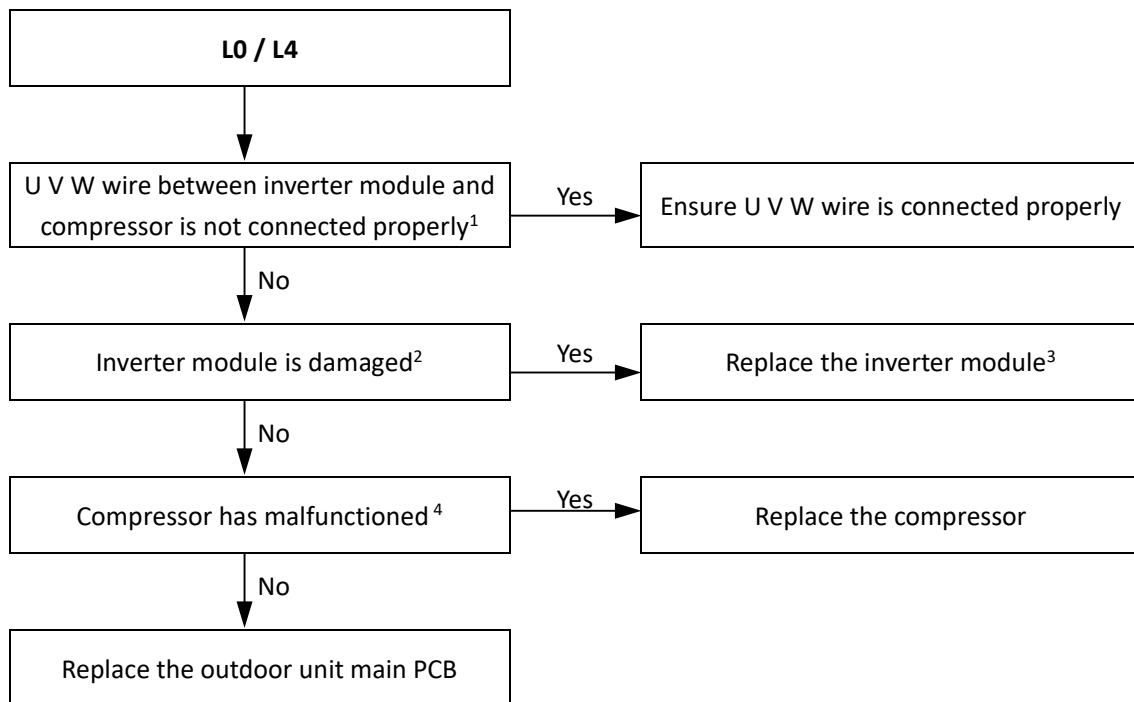 L0 / L4
U V W wire between inverter module and
compressor is not connected properly¹
Yes
Ensure U V W wire is connected properly
No
Inverter module is damaged²
Yes
Replace the inverter module³
No
Compressor has malfunctioned ⁴
Yes
Replace the compressor
No
Replace the outdoor unit main PCB